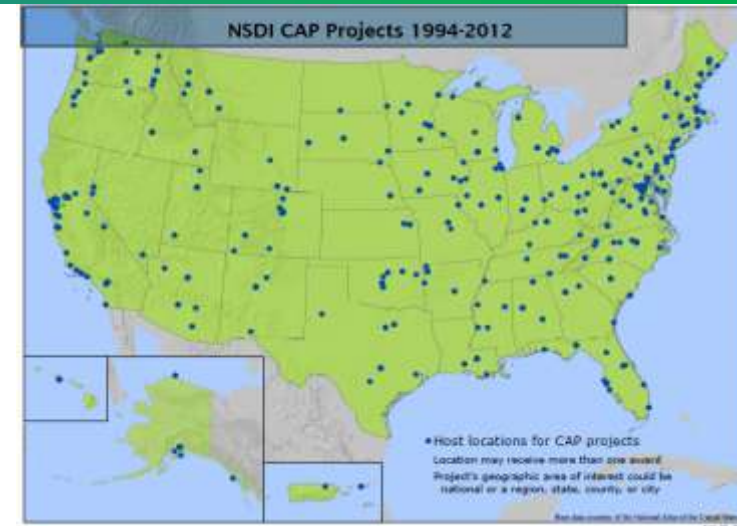 NSDI CAP Projects 1994-2012
Host locations for CAP projects
Location may receive more than one award
Project's geographic area of interest could be
national or a region, state, county, or city